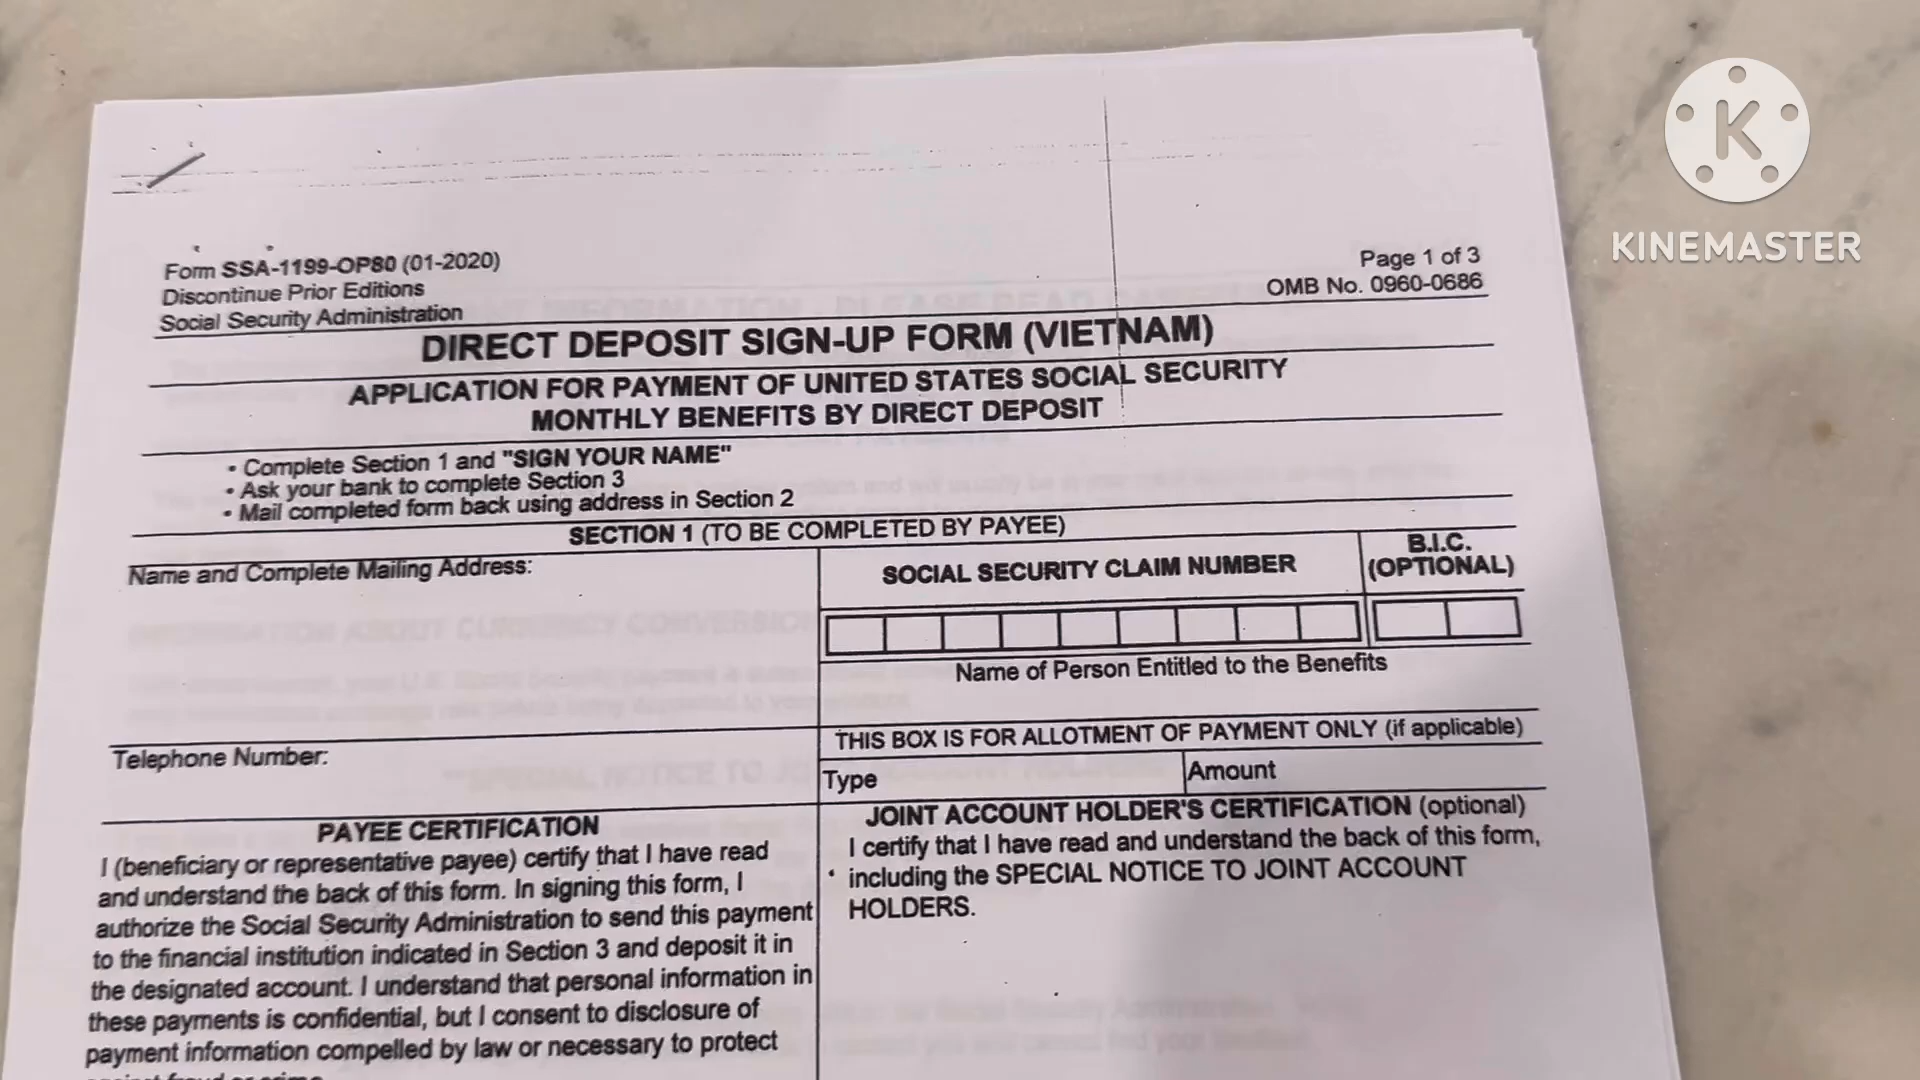 Form SSA-1199-OP80 (01-2020)
Discontinue Prior Editions
Social Security Administration
Page 1 of 3
OMB No. 0960-0686
DIRECT DEPOSIT SIGN-UP FORM (VIETNAM)
APPLICATION FOR PAYMENT OF UNITED STATES SOCIAL SECURITY
MONTHLY BENEFITS BY DIRECT DEPOSIT
• Complete Section 1 and "SIGN YOUR NAME"
• Ask your bank to complete Section 3
• Mail completed form back using address in Section 2
SECTION 1 (TO BE COMPLETED BY PAYEE)
Name and Complete Mailing Address:
SOCIAL SECURITY CLAIM NUMBER
B.I.C.
(OPTIONAL)
Name of Person Entitled to the Benefits
Telephone Number:
THIS BOX IS FOR ALLOTMENT OF PAYMENT ONLY (if applicable)
Type
Amount
PAYEE CERTIFICATION
I (beneficiary or representative payee) certify that I have read
and understand the back of this form. In signing this form, I
authorize the Social Security Administration to send this payment
to the financial institution indicated in Section 3 and deposit it in
the designated account. I understand that personal information in
these payments is confidential, but I consent to disclosure of
payment information compelled by law or necessary to protect
JOINT ACCOUNT HOLDER'S CERTIFICATION (optional)
I certify that I have read and understand the back of this form,
including the SPECIAL NOTICE TO JOINT ACCOUNT
HOLDERS.
K
KINEMASTER